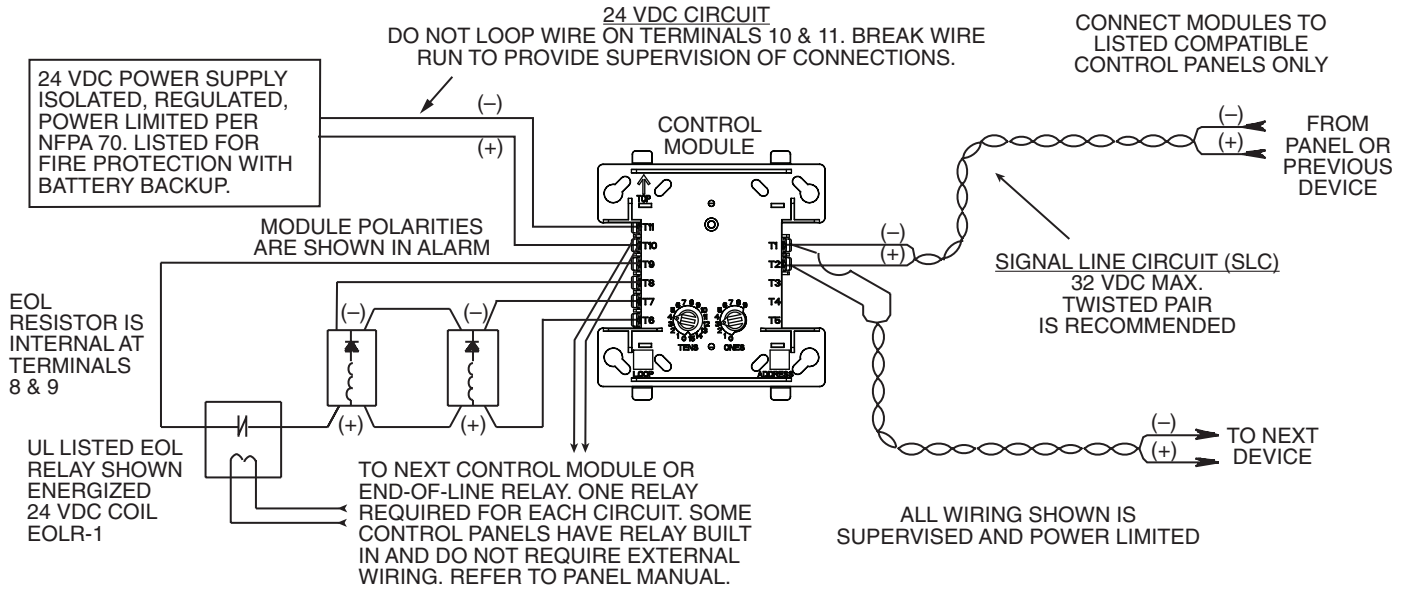 24 VDC CIRCUIT
DO NOT LOOP WIRE ON TERMINALS 10 & 11. BREAK WIRE
RUN TO PROVIDE SUPERVISION OF CONNECTIONS.
CONNECT MODULES TO
LISTED COMPATIBLE
CONTROL PANELS ONLY
24 VDC POWER SUPPLY
ISOLATED, REGULATED,
POWER LIMITED PER
NFPA 70. LISTED FOR
FIRE PROTECTION WITH
BATTERY BACKUP.
(–)
(+)
CONTROL
MODULE
(–)
(+)
FROM
PANEL OR
PREVIOUS
DEVICE
MODULE POLARITIES
ARE SHOWN IN ALARM
TOP
T11
T10
T9
T8
T7
T6
T1
T2
T3
T4
T5
(–)
(+)
SIGNAL LINE CIRCUIT (SLC)
32 VDC MAX.
TWISTED PAIR
IS RECOMMENDED
EOL
RESISTOR IS
INTERNAL AT
TERMINALS
8 & 9
(–)
(–)
(+)
(+)
TENS
ONES
LOOP
ADDRESS
UL LISTED EOL
RELAY SHOWN
ENERGIZED
24 VDC COIL
EOLR-1
TO NEXT CONTROL MODULE OR
END-OF-LINE RELAY. ONE RELAY
REQUIRED FOR EACH CIRCUIT. SOME
CONTROL PANELS HAVE RELAY BUILT
IN AND DO NOT REQUIRE EXTERNAL
WIRING. REFER TO PANEL MANUAL.
(–)
(+)
TO NEXT
DEVICE
ALL WIRING SHOWN IS
SUPERVISED AND POWER LIMITED